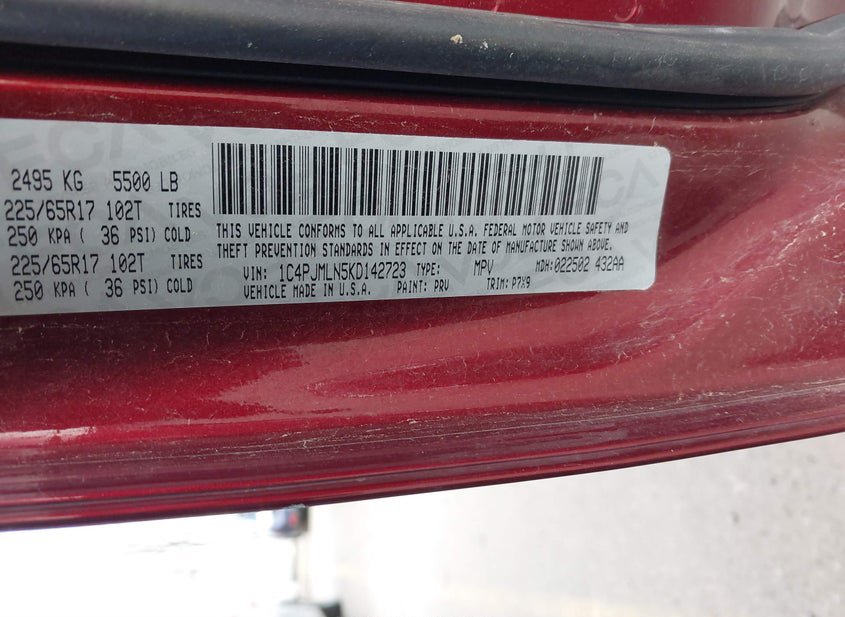 2495 KG 5500 LB
225/65R17 102T TIRES
250 KPA ( 36 PSI) COLD
225/65R17 102T TIRES
250 KPA ( 36 PSI) COLD
THIS VEHICLE CONFORMS TO ALL APPLICABLE U.S.A. FEDERAL MOTOR VEHICLE SAFETY AND
THEFT PREVENTION STANDARDS IN EFFECT ON THE DATE OF MANUFACTURE SHOWN ABOVE.
VIN: 1C4PJMLN5KD142723 TYPE: MPV MDH: 022502 432AA
VEHICLE MADE IN U.S.A. PAINT: PRV TRIM: P7X9